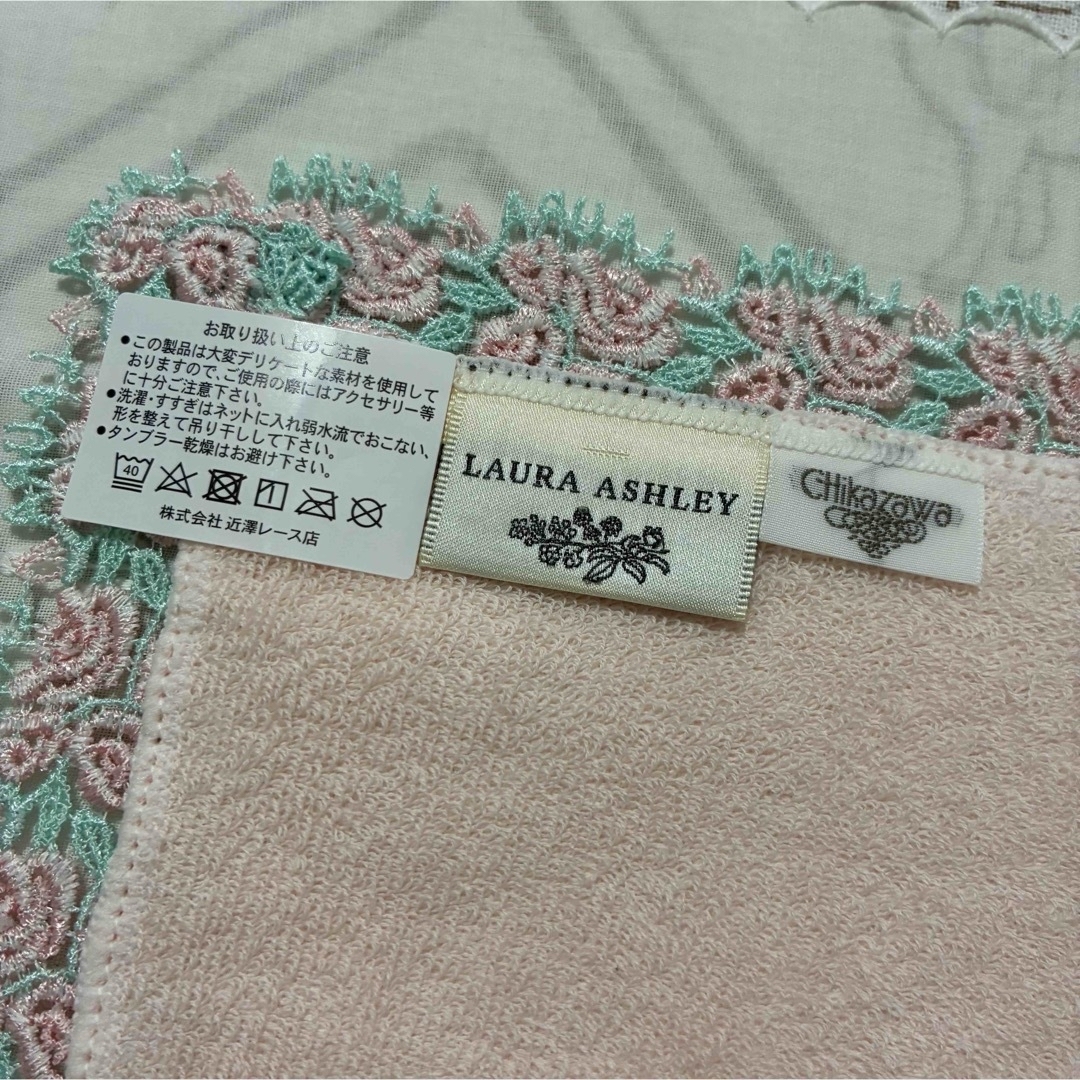 お取り扱い上のご注意
●この製品は大変デリケートな素材を使用して
おりますので、ご使用の際にはアクセサリー等
に十分ご注意下さい。
●洗濯・すすぎはネットに入れ弱水流でおこない、
形を整えて吊り干しして下さい。
●タンブラー乾燥はお避け下さい。
40
株式会社 近澤レース店
LAURA ASHLEY
CHikazawa